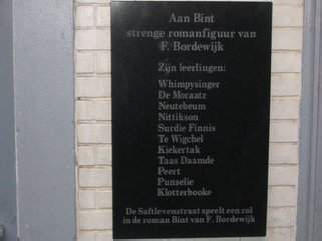 Aan Bint
strenge romanfiguur van
F. Bordewijk
Zijn leerlingen:
Whimpysinger
De Moraatz
Neutebeum
Nittikson
Surdie Finnis
Te Wigchel
Kiekertak
Taas Daamde
Peert
Punselie
Klotterbooke
De Saftlevenstraat speelt een rol
in de roman Bint van F. Bordewijk